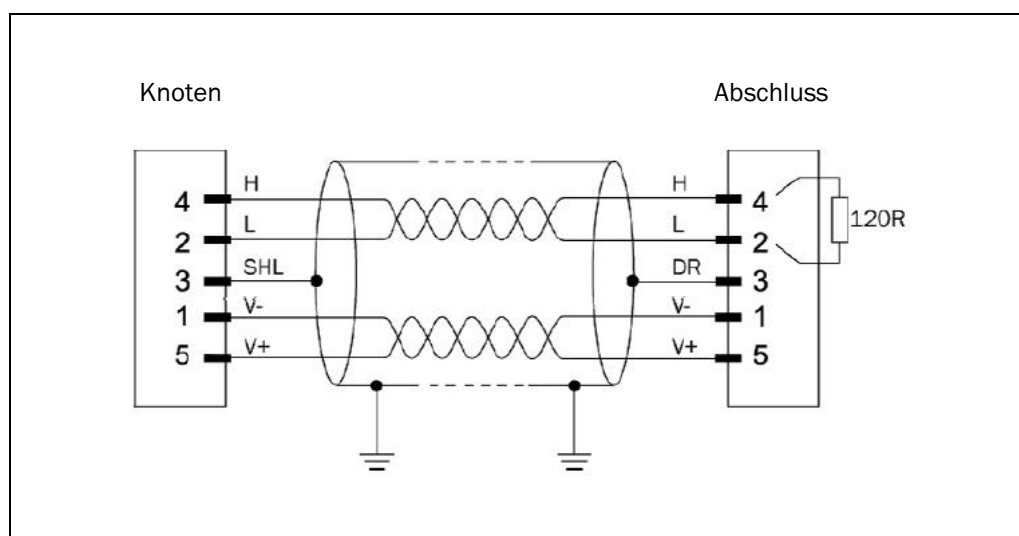 Knoten Abschluss
4 H H 4
2 L L 2 120R
3 SHL DR 3
1 V- V- 1
5 V+ V+ 5